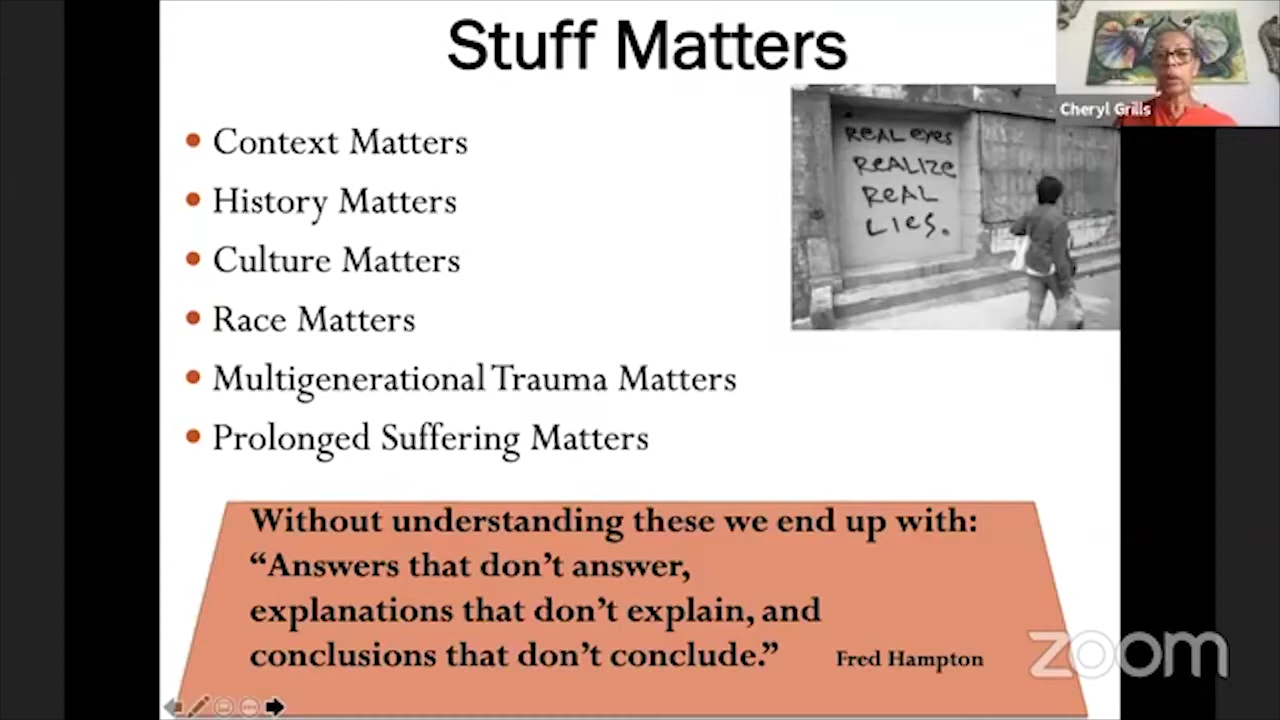 Stuff Matters
Cheryl Grills
REAL EYES
REALIZE
REAL
LIES.
Context Matters
History Matters
Culture Matters
Race Matters
Multigenerational Trauma Matters
Prolonged Suffering Matters
Without understanding these we end up with:
“Answers that don’t answer,
explanations that don’t explain, and
conclusions that don’t conclude.” Fred Hampton
zoom